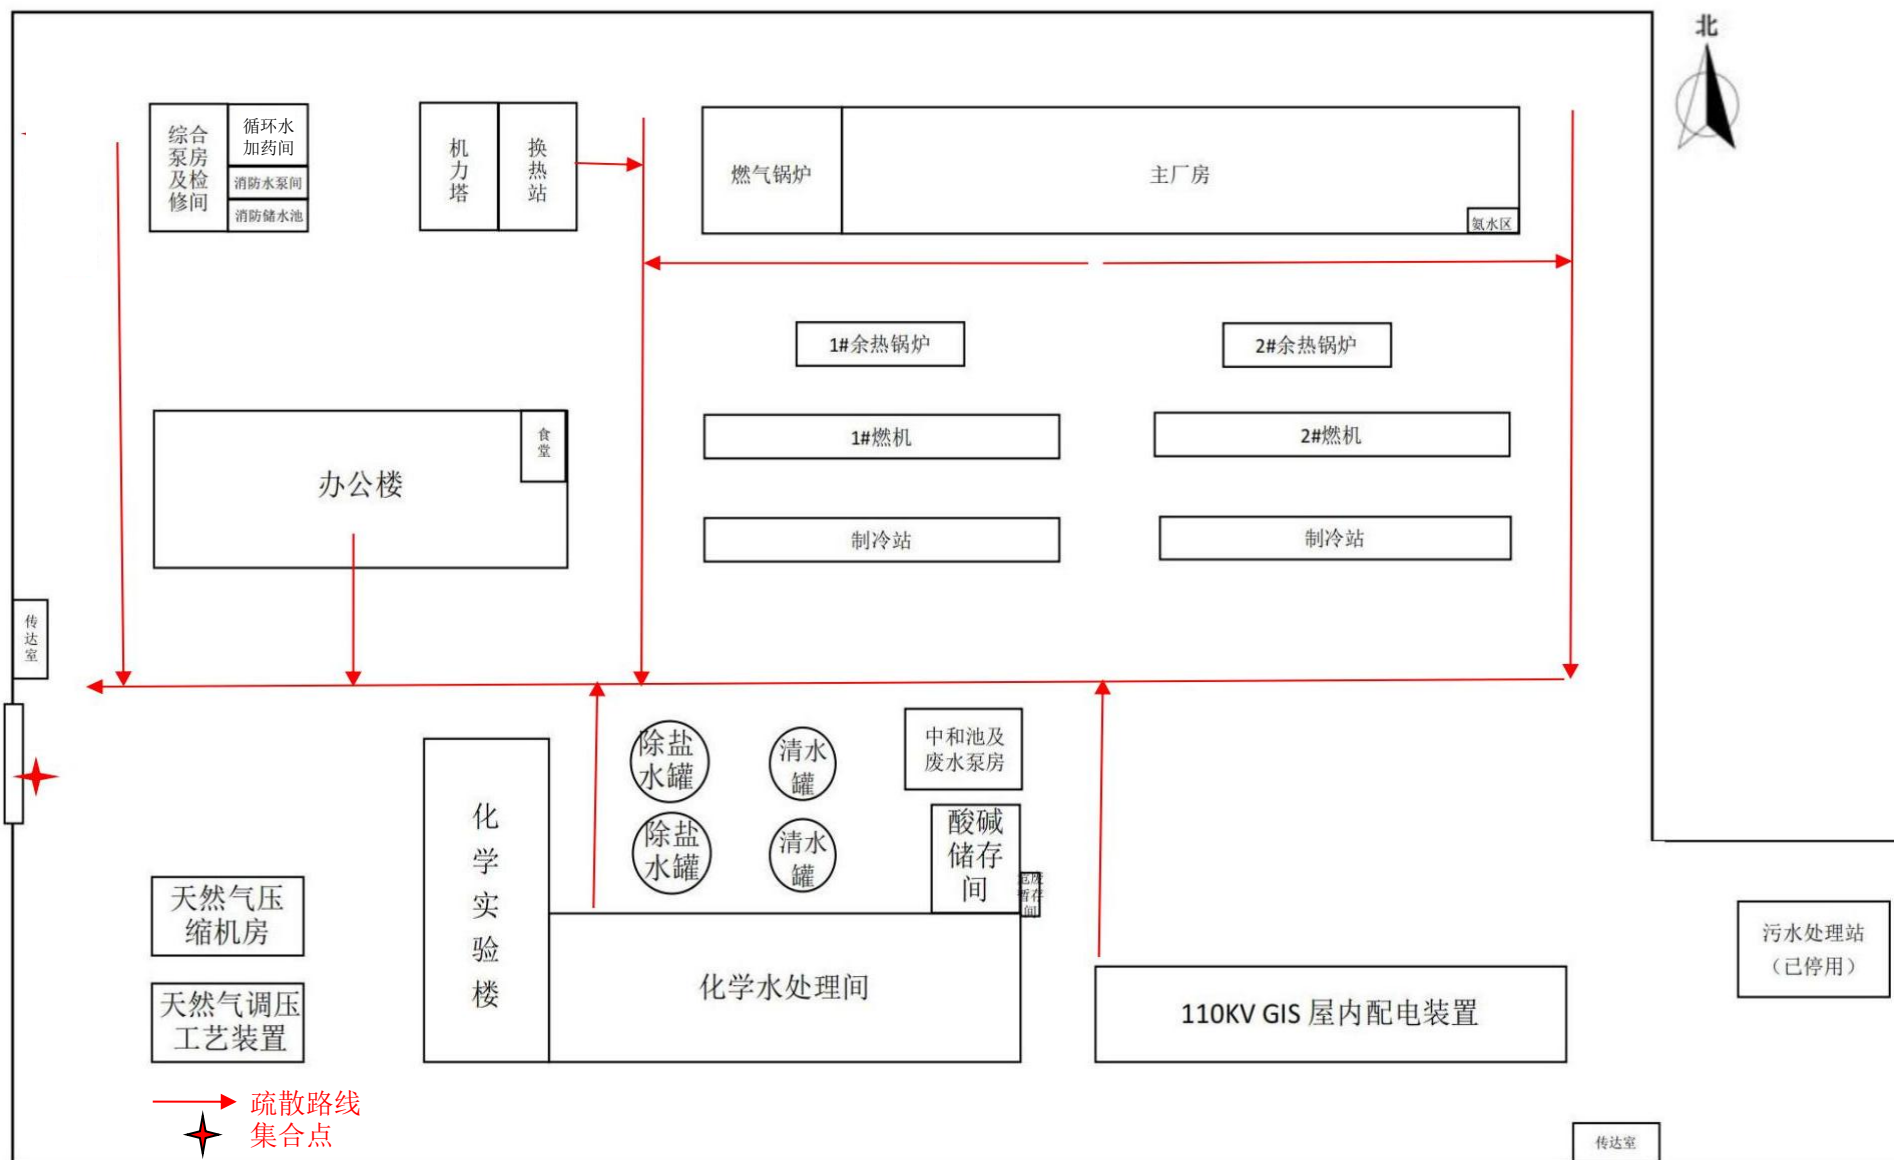 北
综合
泵房
及检
修间
循环水
加药间
消防水泵间
消防储水池
机
力
塔
换
热
站
燃气锅炉
主厂房
氨水区
1#余热锅炉
2#余热锅炉
食
堂
办公楼
1#燃机
2#燃机
制冷站
制冷站
传
达
室
除盐
水罐
清水
罐
中和池及
废水泵房
化
学
实
验
楼
除盐
水罐
清水
罐
酸碱
储存
间
危废
暂存
间
天然气压
缩机房
化学水处理间
110KV GIS 屋内配电装置
污水处理站
（已停用）
天然气调压
工艺装置
疏散路线
集合点
传达室